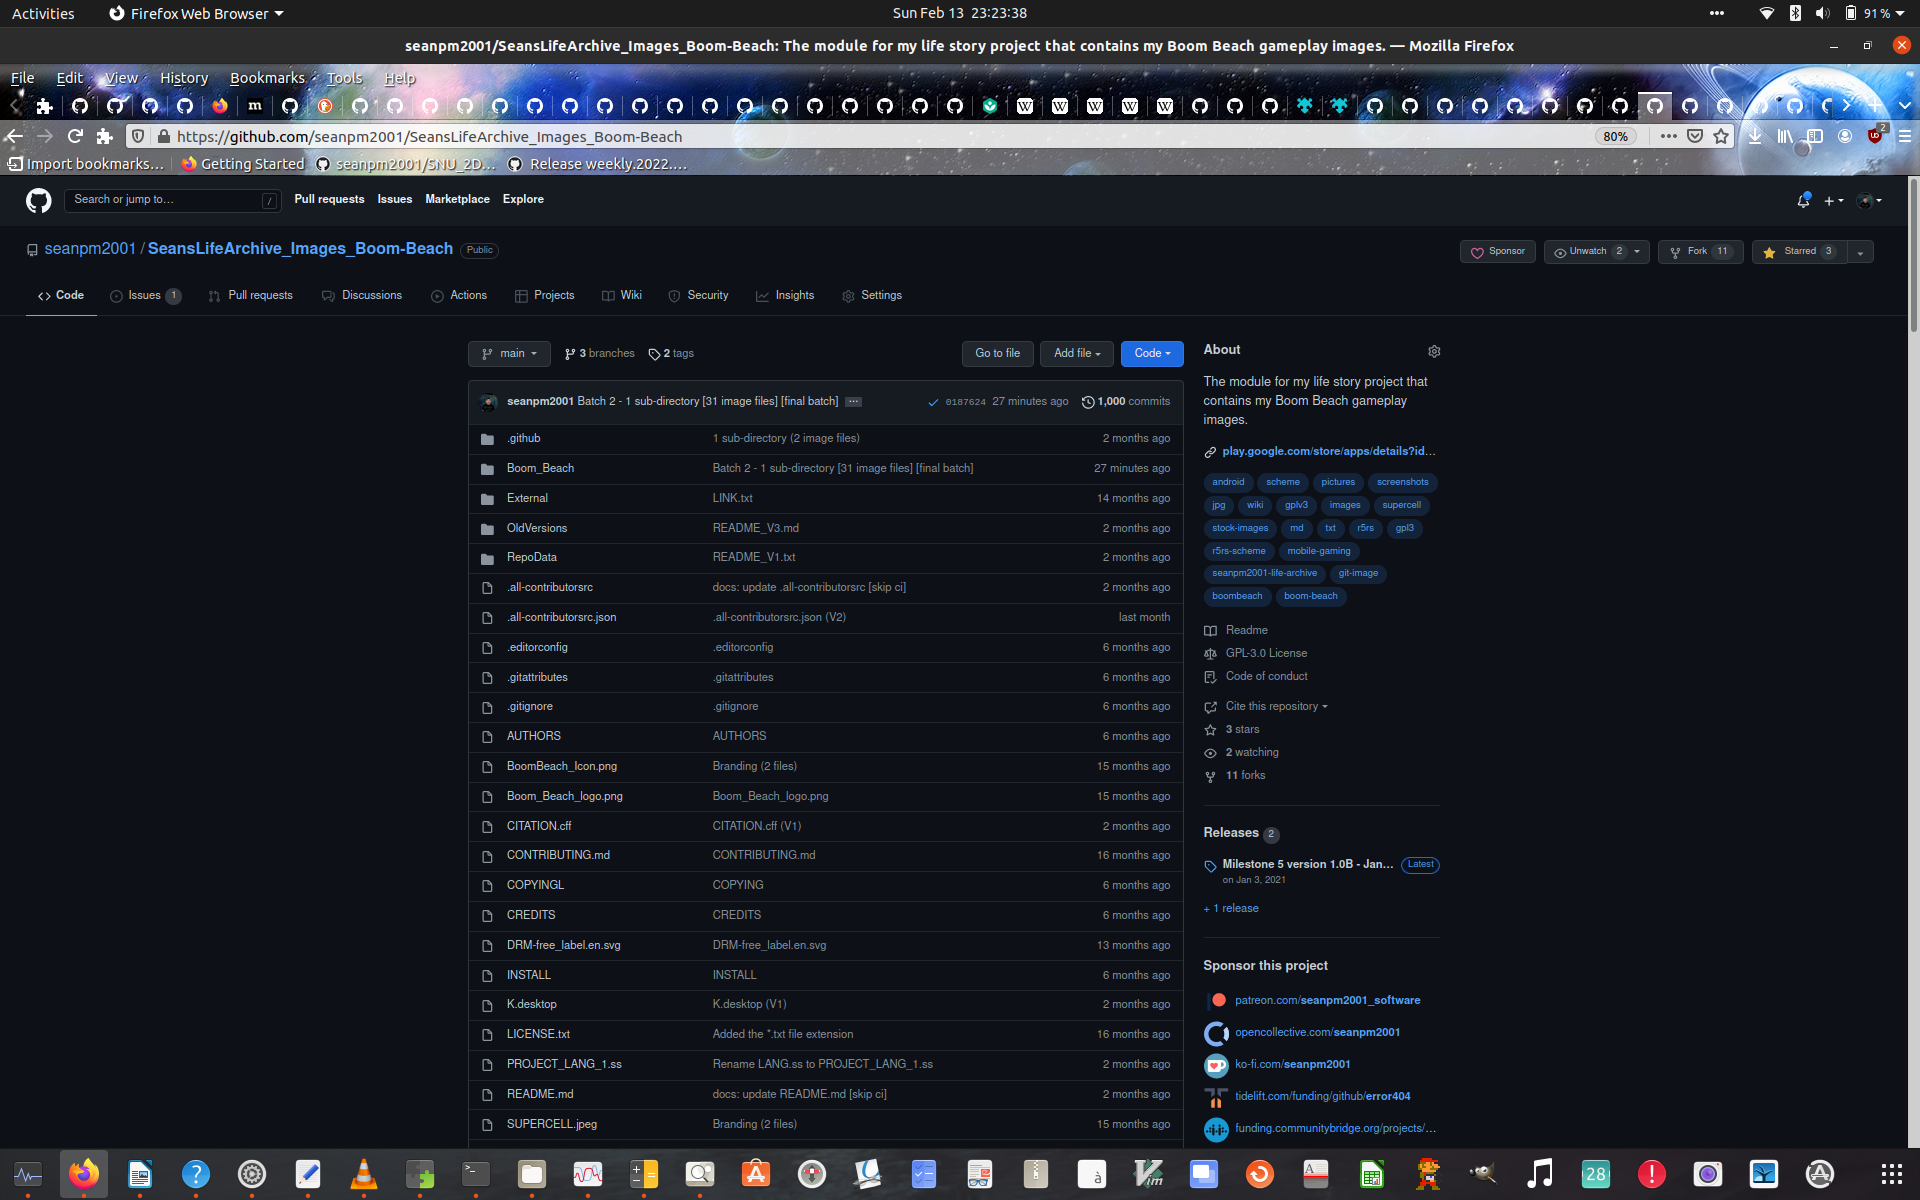 Activities Firefox Web Browser Sun Feb 13 23:23:38 91 %
seanpm2001/SeansLifeArchive_Images_Boom-Beach: The module for my life story project that contains my Boom Beach gameplay images. — Mozilla Firefox
File Edit View History Bookmarks Tools Help
https://github.com/seanpm2001/SeansLifeArchive_Images_Boom-Beach 80% 2
Import bookmarks… Getting Started seanpm2001/SNU_2D… Release weekly.2022.…
Search or jump to… / Pull requests Issues Marketplace Explore
seanpm2001 / SeansLifeArchive_Images_Boom-Beach Public Sponsor Unwatch 2 Fork 11 Starred 3
Code Issues 1 Pull requests Discussions Actions Projects Wiki Security Insights Settings
main 3 branches 2 tags Go to file Add file Code
seanpm2001 Batch 2 - 1 sub-directory [31 image files] [final batch] 0187624 27 minutes ago 1,000 commits
.github 1 sub-directory (2 image files) 2 months ago
Boom_Beach Batch 2 - 1 sub-directory [31 image files] [final batch] 27 minutes ago
External LINK.txt 14 months ago
OldVersions README_V3.md 2 months ago
RepoData README_V1.txt 2 months ago
.all-contributorsrc docs: update .all-contributorsrc [skip ci] 2 months ago
.all-contributorsrc.json .all-contributorsrc.json (V2) last month
.editorconfig .editorconfig 6 months ago
.gitattributes .gitattributes 6 months ago
.gitignore .gitignore 6 months ago
AUTHORS AUTHORS 6 months ago
BoomBeach_Icon.png Branding (2 files) 15 months ago
Boom_Beach_logo.png Boom_Beach_logo.png 15 months ago
CITATION.cff CITATION.cff (V1) 2 months ago
CONTRIBUTING.md CONTRIBUTING.md 16 months ago
COPYINGL COPYING 6 months ago
CREDITS CREDITS 6 months ago
DRM-free_label.en.svg DRM-free_label.en.svg 13 months ago
INSTALL INSTALL 6 months ago
K.desktop K.desktop (V1) 2 months ago
LICENSE.txt Added the *.txt file extension 16 months ago
PROJECT_LANG_1.ss Rename LANG.ss to PROJECT_LANG_1.ss 2 months ago
README.md docs: update README.md [skip ci] 2 months ago
SUPERCELL.jpeg Branding (2 files) 15 months ago
About
The module for my life story project that
contains my Boom Beach gameplay
images.
play.google.com/store/apps/details?id…
android scheme pictures screenshots
jpg wiki gplv3 images supercell
stock-images md txt r5rs gpl3
r5rs-scheme mobile-gaming
seanpm2001-life-archive git-image
boombeach boom-beach
Readme
GPL-3.0 License
Code of conduct
Cite this repository
3 stars
2 watching
11 forks
Releases 2
Milestone 5 version 1.0B - Jan… Latest
on Jan 3, 2021
+ 1 release
Sponsor this project
patreon.com/seanpm2001_software
opencollective.com/seanpm2001
ko-fi.com/seanpm2001
tidelift.com/funding/github/error404
funding.communitybridge.org/projects/…
28